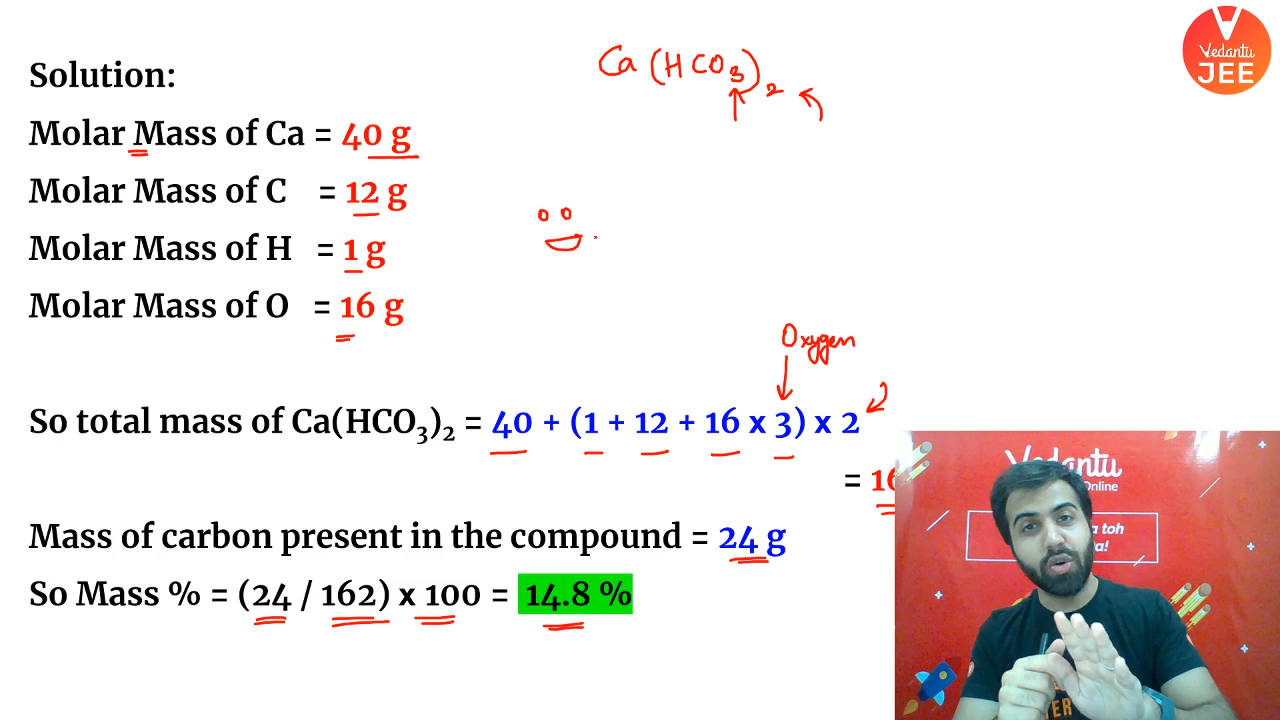 Ca (HCO₃)₂
Vedantu
JEE
Solution:
Molar Mass of Ca = 40 g
Molar Mass of C = 12 g
Molar Mass of H = 1 g
Molar Mass of O = 16 g
Oxygen
So total mass of Ca(HCO₃)₂ = 40 + (1 + 12 + 16 x 3) x 2
= 16
Vedantu
Online
a toh
a!
Mass of carbon present in the compound = 24 g
So Mass % = (24 / 162) x 100 = 14.8 %